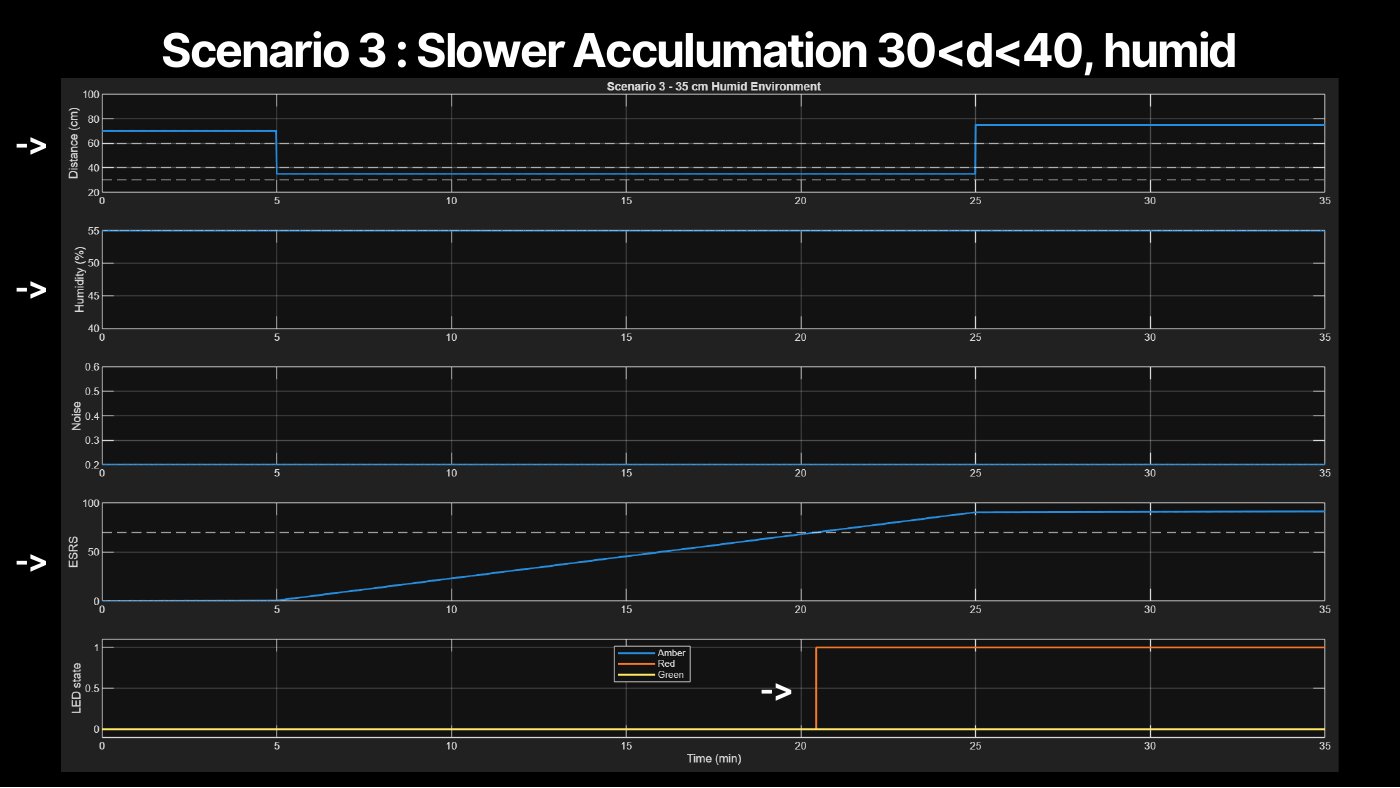 Scenario 3 : Slower Acculumation 30<d<40, humid
Scenario 3 - 35 cm Humid Environment
->
Distance (cm)
100
80
60
40
20
0 5 10 15 20 25 30 35
->
Humidity (%)
55
50
45
40
0 5 10 15 20 25 30 35
Noise
0.6
0.5
0.4
0.3
0.2
0 5 10 15 20 25 30 35
->
ESRS
100
50
0
0 5 10 15 20 25 30 35
LED state
1
0.5
0
Amber
Red
Green
->
0 5 10 15 20 25 30 35
Time (min)